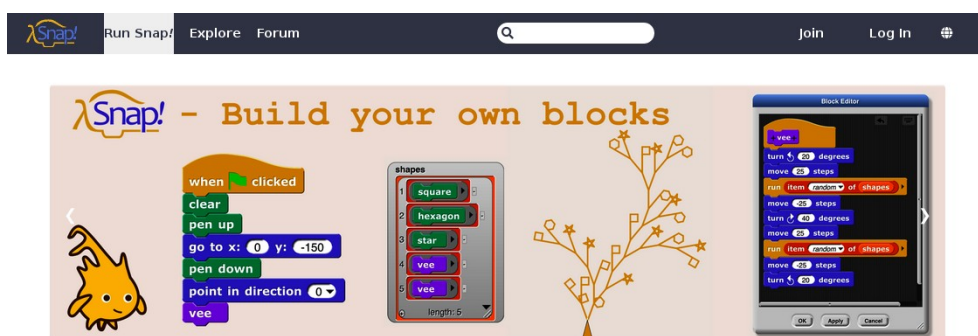 λSnap!
Run Snap!
Explore
Forum
Join
Log In
λSnap! - Build your own blocks
when clicked
clear
pen up
go to x: 0 y: -150
pen down
point in direction 0
vee
shapes
1 square
2 hexagon
3 star
4 vee
5 vee
length: 5
Block Editor
vee
turn 20 degrees
move 25 steps
run item random of shapes
move -25 steps
turn 40 degrees
move 25 steps
run item random of shapes
move -25 steps
turn 20 degrees
OK Apply Cancel